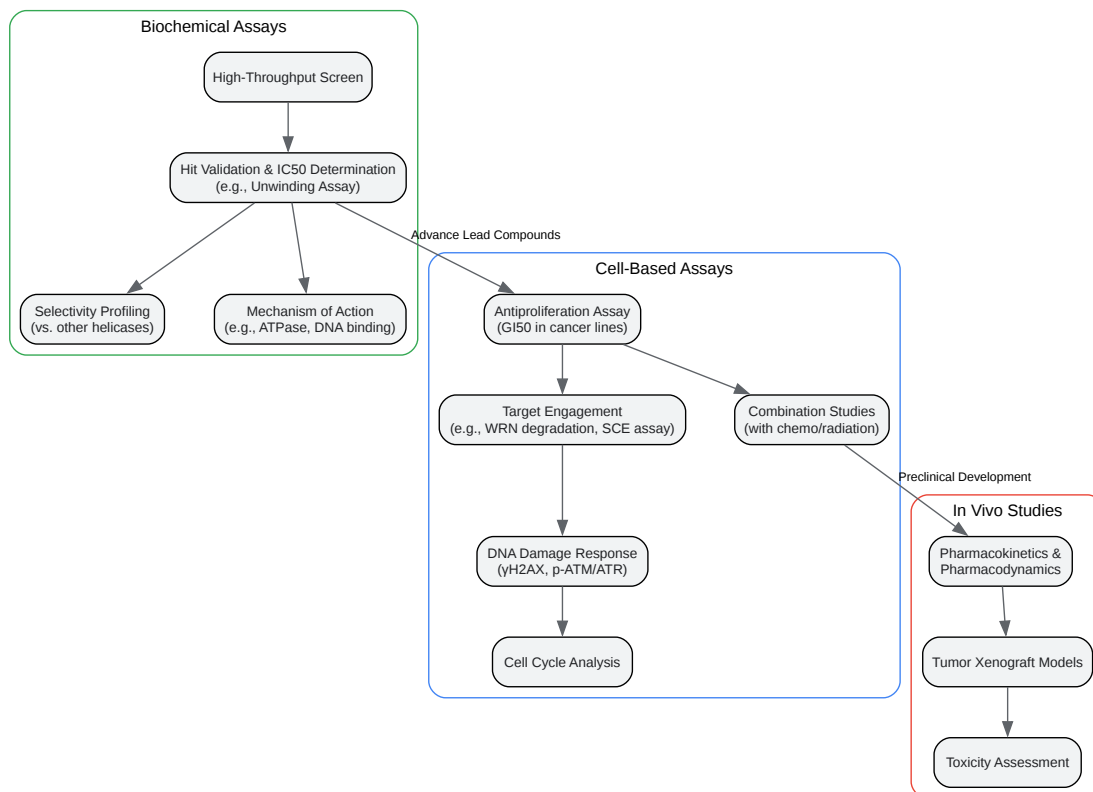 Biochemical Assays
High-Throughput Screen
Hit Validation & IC50 Determination
(e.g., Unwinding Assay)
Advance Lead Compounds
Selectivity Profiling
(vs. other helicases)
Mechanism of Action
(e.g., ATPase, DNA binding)
Cell-Based Assays
Antiproliferation Assay
(GI50 in cancer lines)
Target Engagement
(e.g., WRN degradation, SCE assay)
Combination Studies
(with chemo/radiation)
DNA Damage Response
(γH2AX, p-ATM/ATR)
Cell Cycle Analysis
Preclinical Development
In Vivo Studies
Pharmacokinetics &
Pharmacodynamics
Tumor Xenograft Models
Toxicity Assessment